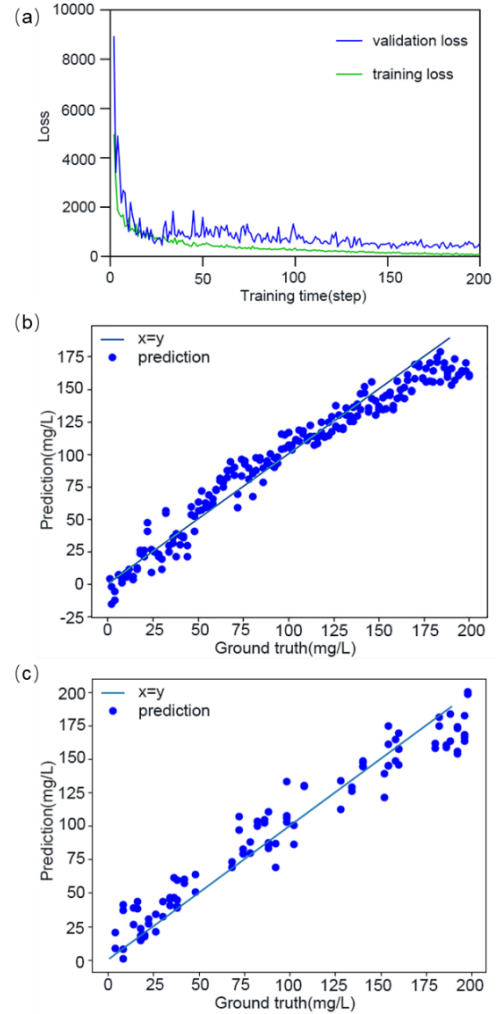 (a)
10000
8000
6000
4000
2000
0
Loss
validation loss
training loss
0 50 100 150 200
Training time(step)
(b)
x=y
prediction
175
150
125
100
75
50
25
0
-25
Prediction(mg/L)
0 25 50 75 100 125 150 175 200
Ground truth(mg/L)
(c)
x=y
prediction
200
175
150
125
100
75
50
25
0
Prediction(mg/L)
0 25 50 75 100 125 150 175 200
Ground truth(mg/L)